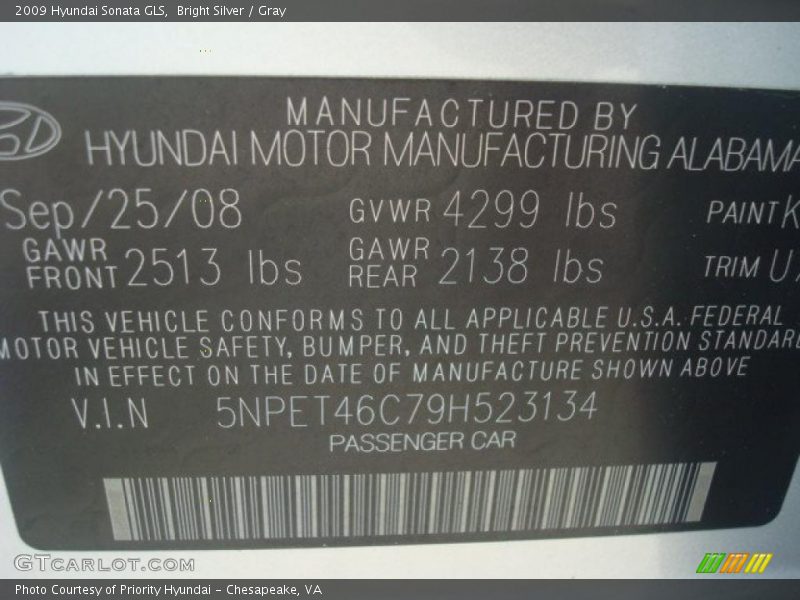 2009 Hyundai Sonata GLS, Bright Silver / Gray
MANUFACTURED BY
HYUNDAI MOTOR MANUFACTURING ALABAMA
Sep/25/08 GVWR 4299 lbs PAINT K
GAWR FRONT 2513 lbs GAWR REAR 2138 lbs TRIM U
THIS VEHICLE CONFORMS TO ALL APPLICABLE U.S.A. FEDERAL
MOTOR VEHICLE SAFETY, BUMPER, AND THEFT PREVENTION STANDARD
IN EFFECT ON THE DATE OF MANUFACTURE SHOWN ABOVE
V.I.N 5NPET46C79H523134
PASSENGER CAR
GTcarlot.com
Photo Courtesy of Priority Hyundai - Chesapeake, VA